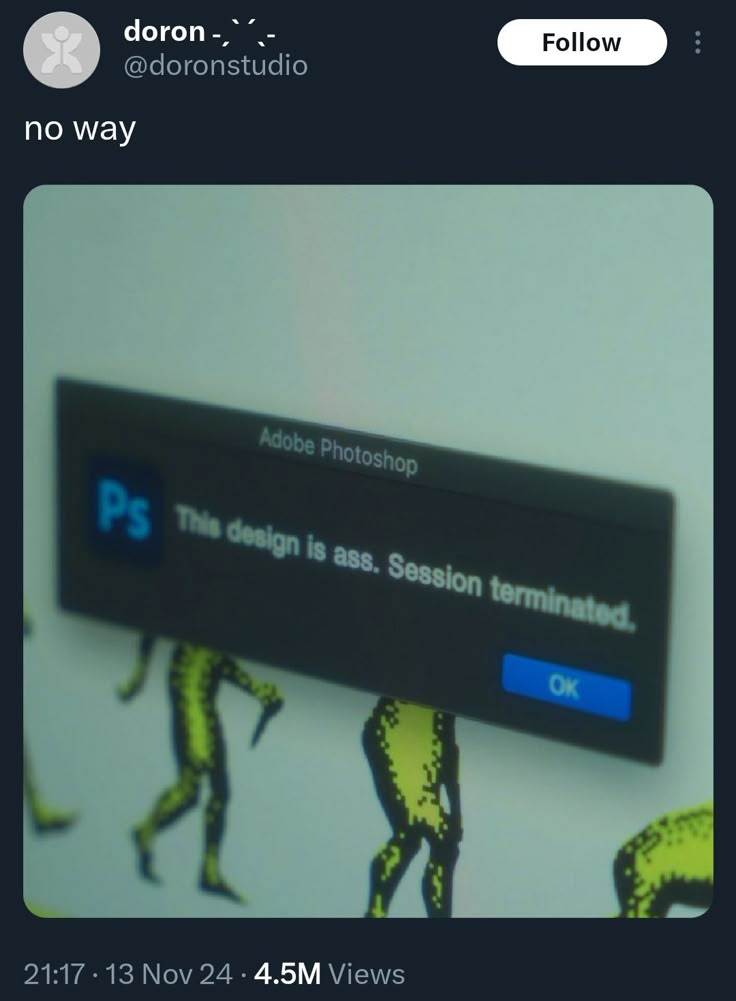 doron -ˏˋ ˊˎ-
@doronstudio
Follow
no way
Adobe Photoshop
Ps
This design is ass. Session terminated.
OK
21:17 · 13 Nov 24 · 4.5M Views